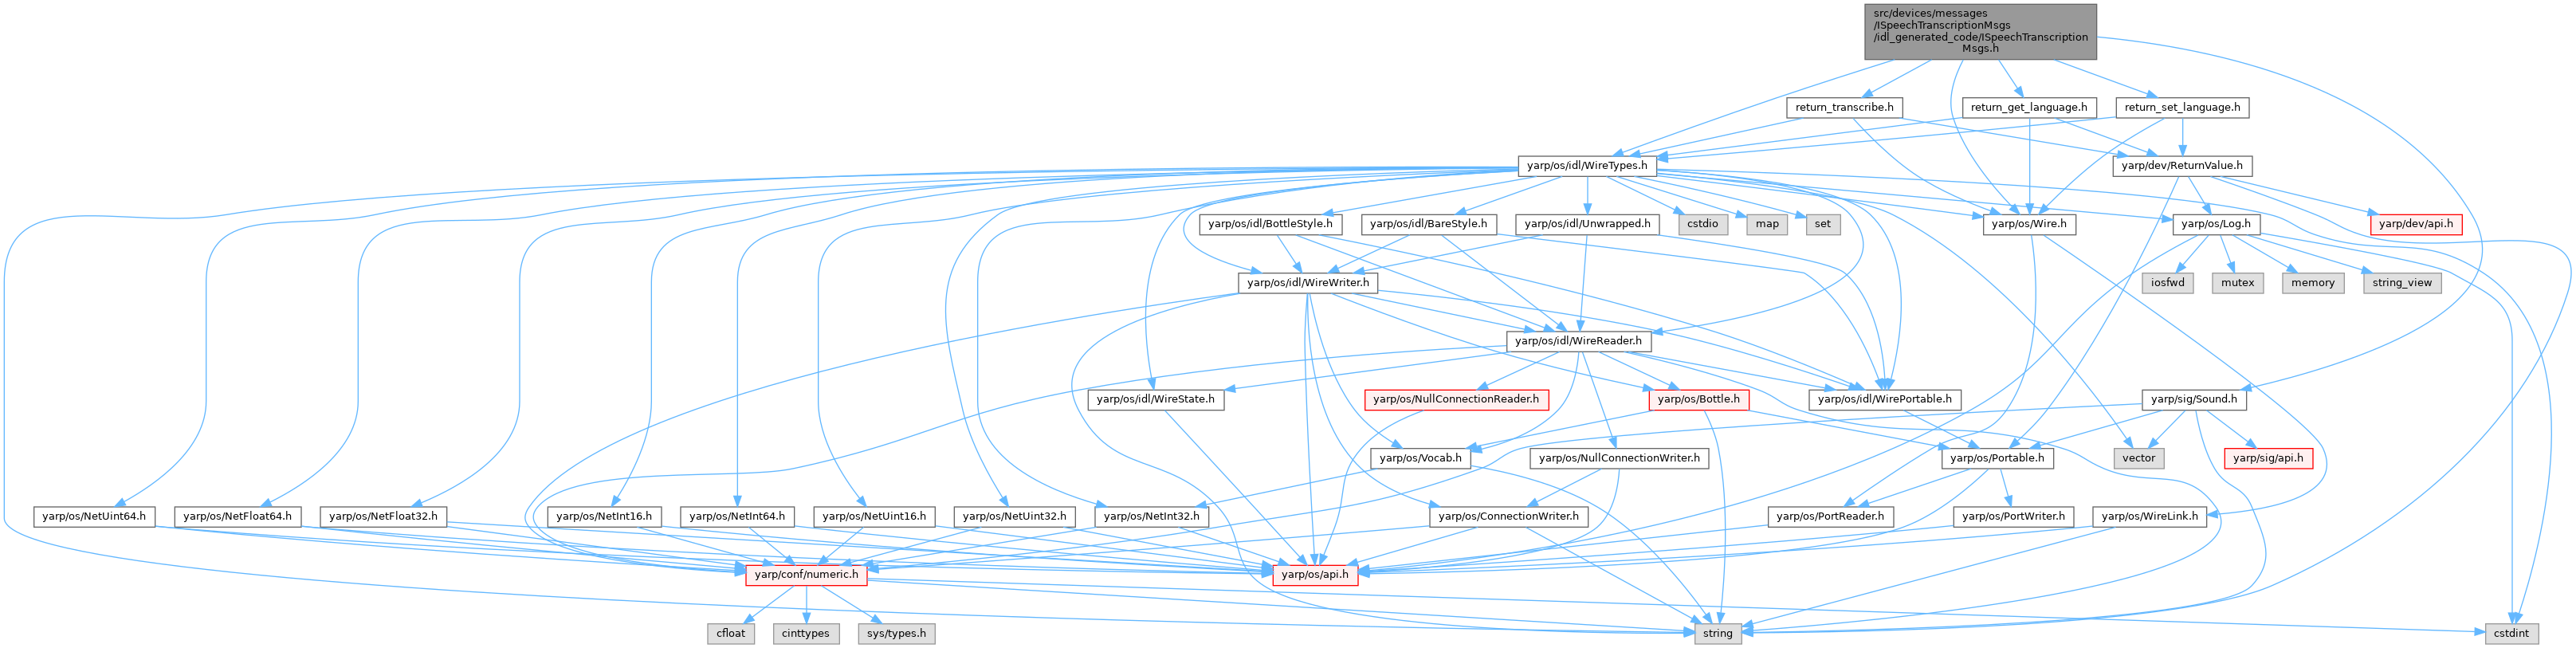 src/devices/messages
/ISpeechTranscriptionMsgs
/idl_generated_code/ISpeechTranscription
Msgs.h
return_transcribe.h
return_get_language.h
return_set_language.h
yarp/os/idl/WireTypes.h
yarp/dev/ReturnValue.h
yarp/os/idl/BottleStyle.h
yarp/os/idl/BareStyle.h
yarp/os/idl/Unwrapped.h
cstdio
map
set
yarp/os/Wire.h
yarp/os/Log.h
yarp/dev/api.h
yarp/os/idl/WireWriter.h
iosfwd
mutex
memory
string_view
yarp/os/idl/WireReader.h
yarp/os/idl/WireState.h
yarp/os/NullConnectionReader.h
yarp/os/Bottle.h
yarp/os/idl/WirePortable.h
yarp/sig/Sound.h
yarp/os/Vocab.h
yarp/os/NullConnectionWriter.h
yarp/os/Portable.h
vector
yarp/sig/api.h
yarp/os/NetUint64.h
yarp/os/NetFloat64.h
yarp/os/NetFloat32.h
yarp/os/NetInt16.h
yarp/os/NetInt64.h
yarp/os/NetUint16.h
yarp/os/NetUint32.h
yarp/os/NetInt32.h
yarp/os/ConnectionWriter.h
yarp/os/PortReader.h
yarp/os/PortWriter.h
yarp/os/WireLink.h
yarp/conf/numeric.h
yarp/os/api.h
cfloat
cinttypes
sys/types.h
string
cstdint